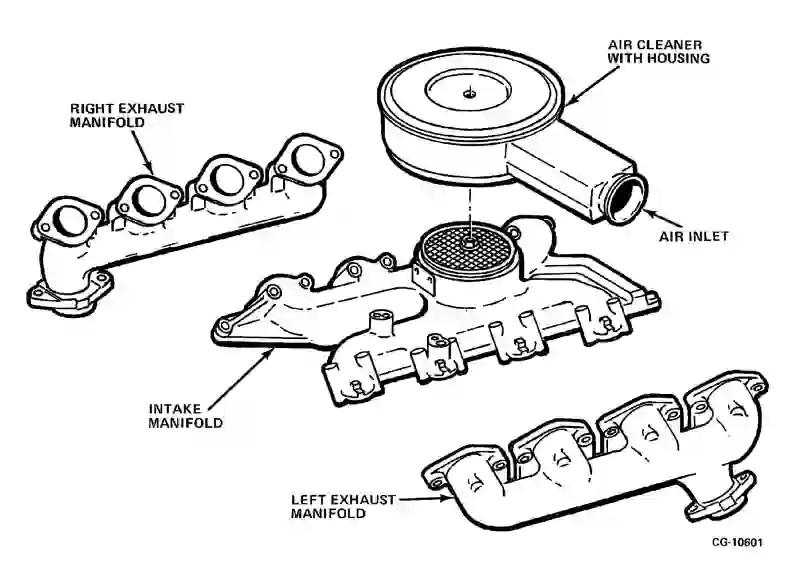 AIR CLEANER
WITH HOUSING
RIGHT EXHAUST
MANIFOLD
AIR INLET
INTAKE
MANIFOLD
LEFT EXHAUST
MANIFOLD
CG-10601